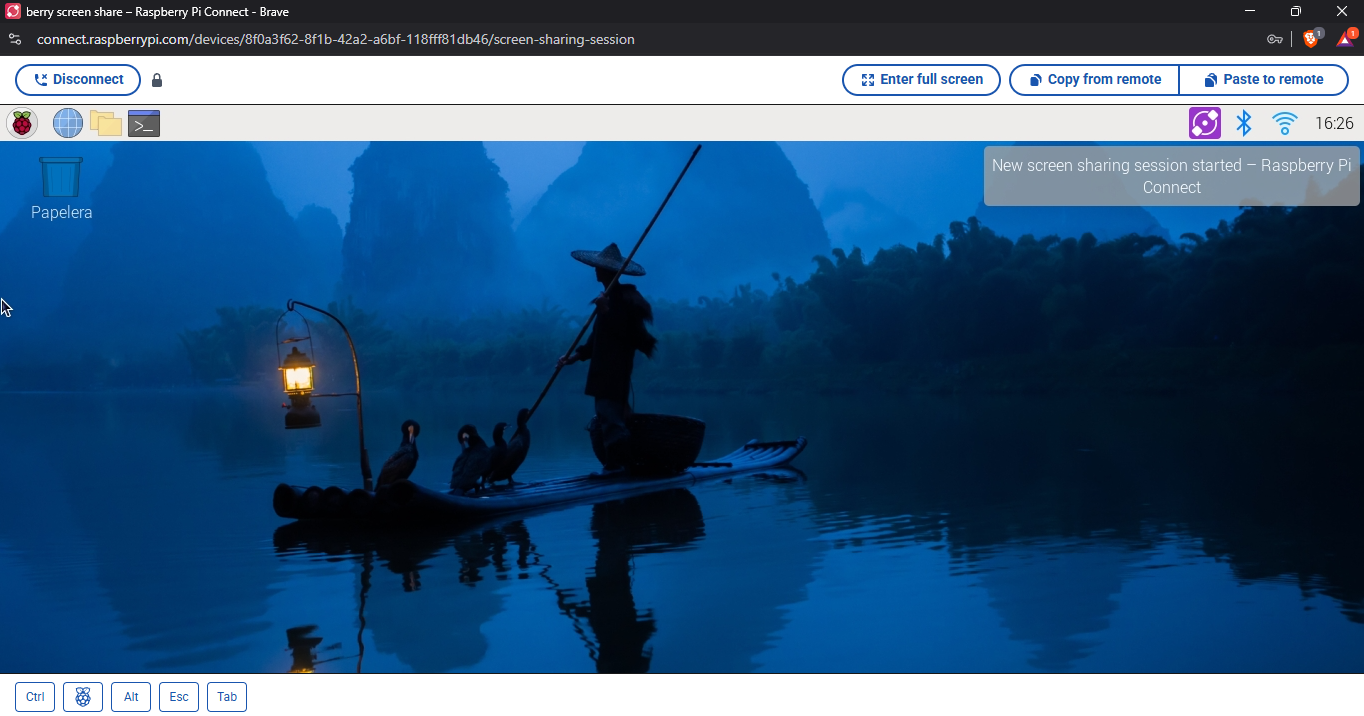 berry screen share – Raspberry Pi Connect - Brave
connect.raspberrypi.com/devices/8f0a3f62-8f1b-42a2-a6bf-118fff81db46/screen-sharing-session
1
1
Disconnect
Enter full screen
Copy from remote
Paste to remote
>_
16:26
Papelera
New screen sharing session started – Raspberry Pi
Connect
Ctrl
Alt
Esc
Tab